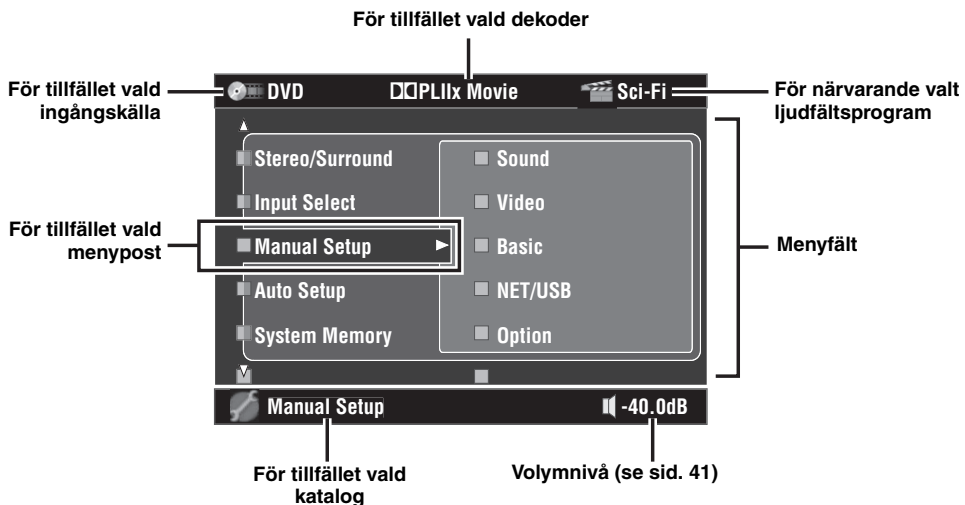 För tillfället vald dekoder
För tillfället vald
ingångskälla
DVD
PLIIx Movie
Sci-Fi
För närvarande valt
ljudfältsprogram
Stereo/Surround
Sound
Input Select
Video
För tillfället vald
menypost
Manual Setup
Basic
Menyfält
Auto Setup
NET/USB
System Memory
Option
Manual Setup
-40.0dB
För tillfället vald
katalog
Volymnivå (se sid. 41)